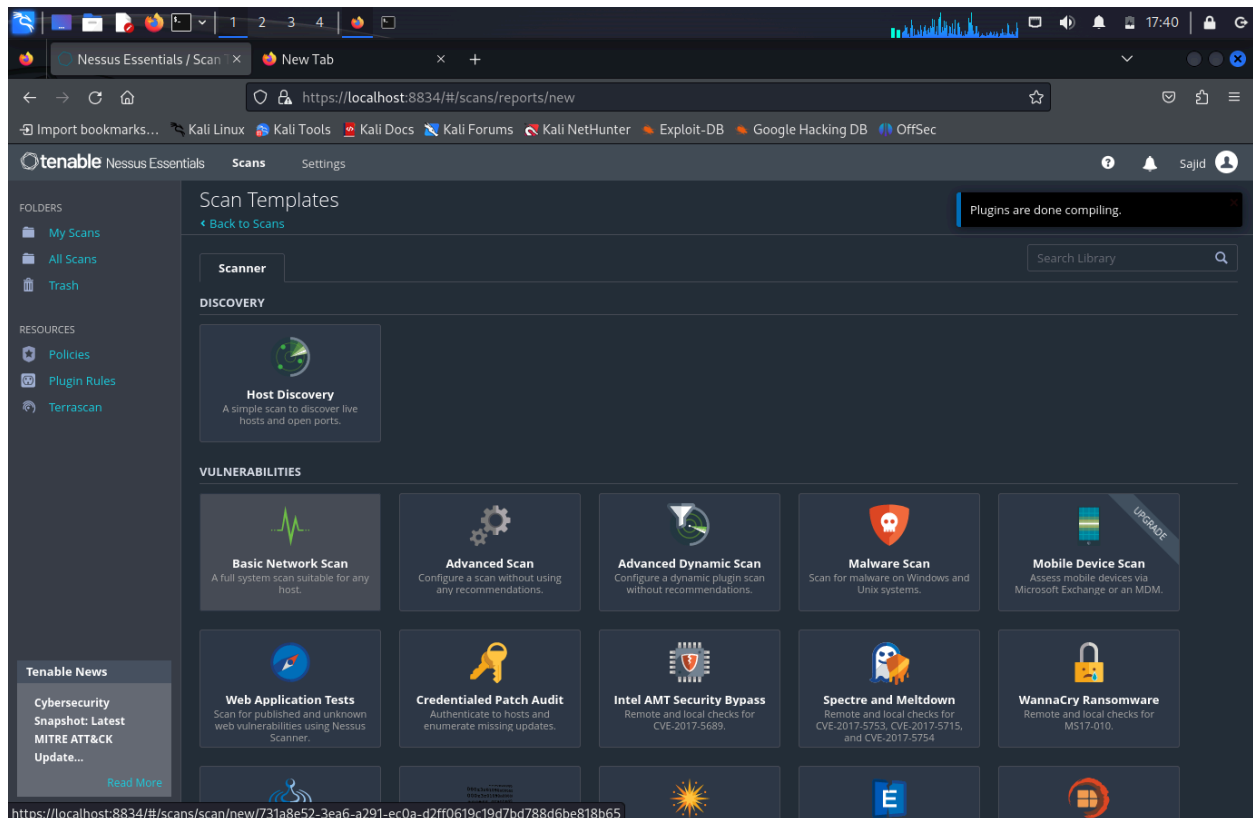 1 2 3 4 17:40
Nessus Essentials / Scan T × New Tab × +
https://localhost:8834/#/scans/reports/new
Import bookmarks... Kali Linux Kali Tools Kali Docs Kali Forums Kali NetHunter Exploit-DB Google Hacking DB OffSec
tenable Nessus Essentials Scans Settings Sajid
FOLDERS
My Scans
All Scans
Trash
RESOURCES
Policies
Plugin Rules
Terrascan
Tenable News
Cybersecurity
Snapshot: Latest
MITRE ATT&CK
Update...
Read More
Scan Templates
Back to Scans
Plugins are done compiling.
Scanner
Search Library
DISCOVERY
Host Discovery
A simple scan to discover live
hosts and open ports.
VULNERABILITIES
Basic Network Scan
A full system scan suitable for any
host.
Advanced Scan
Configure a scan without using
any recommendations.
Advanced Dynamic Scan
Configure a dynamic plugin scan
without recommendations.
Malware Scan
Scan for malware on Windows and
Unix systems.
UPGRADE
Mobile Device Scan
Assess mobile devices via
Microsoft Exchange or an MDM.
Web Application Tests
Scan for published and unknown
web vulnerabilities using Nessus
Scanner.
Credentialed Patch Audit
Authenticate to hosts and
enumerate missing updates.
Intel AMT Security Bypass
Remote and local checks for
CVE-2017-5689.
Spectre and Meltdown
Remote and local checks for
CVE-2017-5753, CVE-2017-5715,
and CVE-2017-5754
WannaCry Ransomware
Remote and local checks for
MS17-010.
https://localhost:8834/#/scans/scan/new/731a8e52-3ea6-a291-ec0a-d2ff0619c19d7bd788d6be818b65